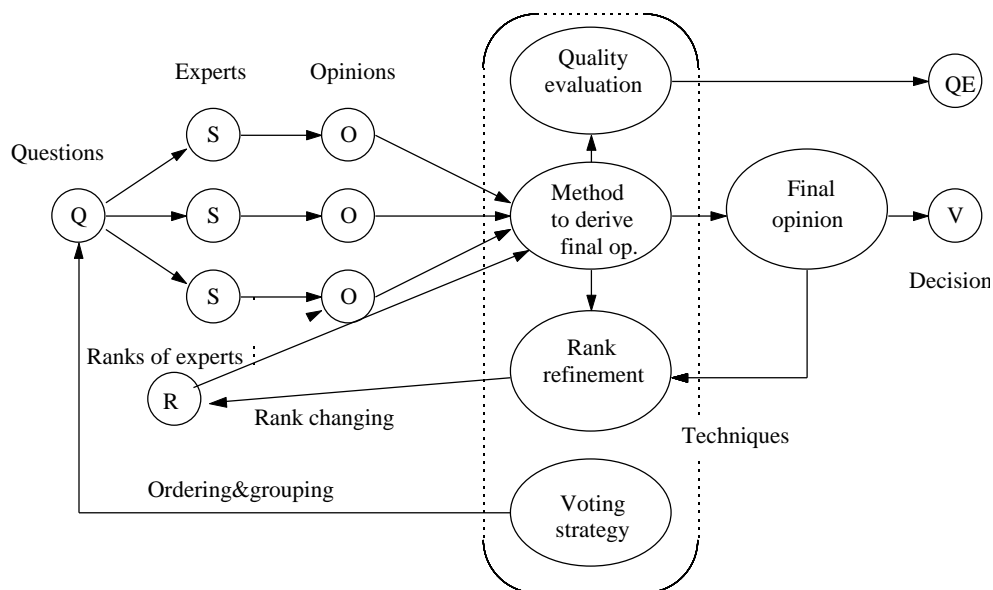 Quality
evaluation
QE
Experts
Opinions
S
O
Questions
Q
S
O
Method
to derive
final op.
Final
opinion
V
Decision
S
O
Ranks of experts
R
Rank changing
Rank
refinement
Techniques
Ordering&grouping
Voting
strategy